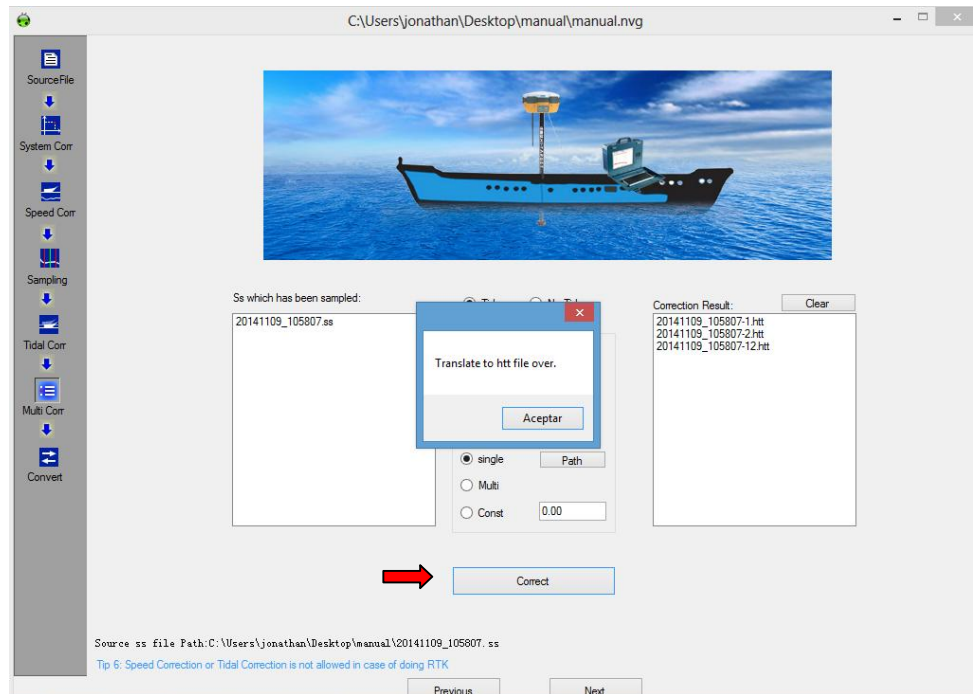 C:\Users\jonathan\Desktop\manual\manual.nvg
SourceFile
System Corr
Speed Corr
Sampling
Tidal Corr
Multi Corr
Convert
Ss which has been sampled:
20141109_105807.ss
Translate to htt file over.
Aceptar
single
Path
Multi
Const
0.00
Correct
Correction Result:
Clear
20141109_105807-1.htt
20141109_105807-2.htt
20141109_105807-12.htt
Source ss file Path:C:\Users\jonathan\Desktop\manual\20141109_105807.ss
Tip 6: Speed Correction or Tidal Correction is not allowed in case of doing RTK
Previous
Next